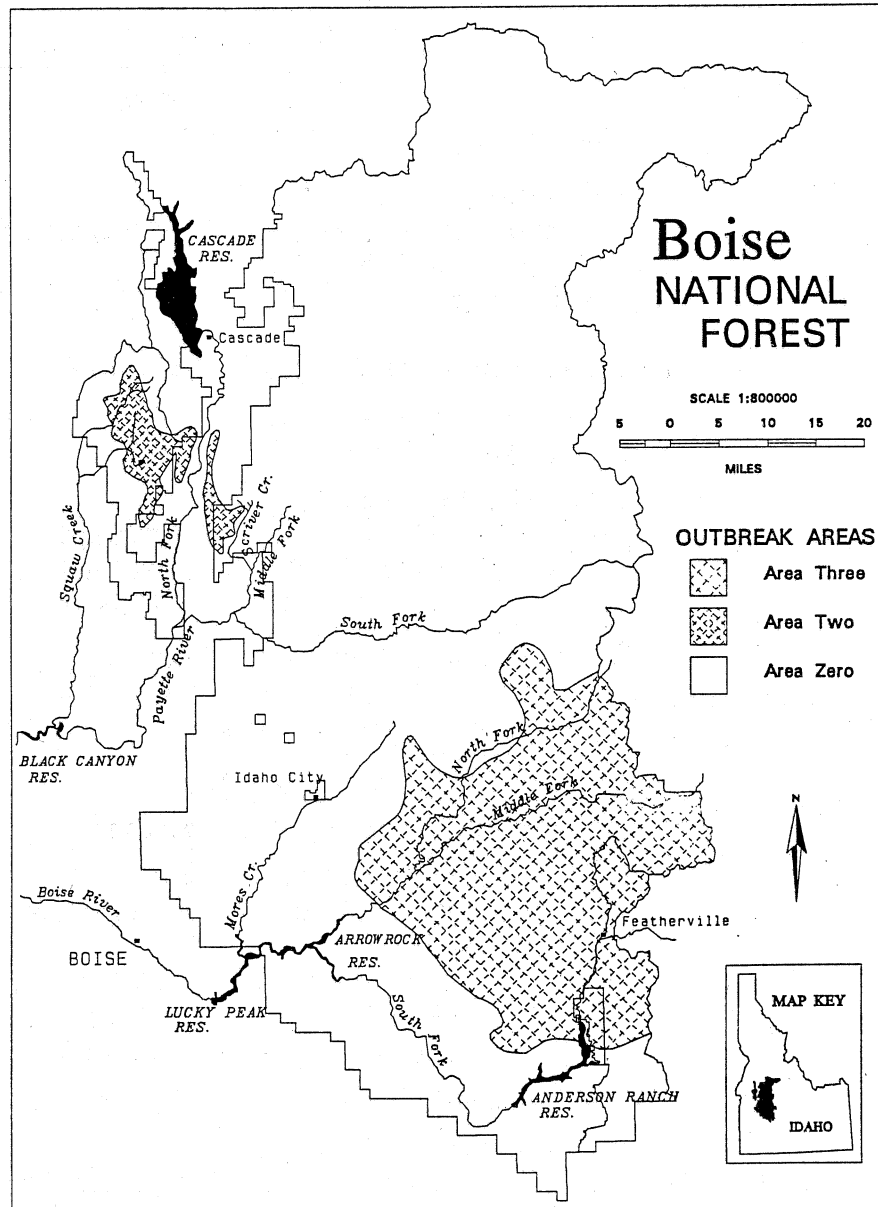 Boise
NATIONAL
FOREST
SCALE 1:800000
5 0 5 10 15 20
MILES
OUTBREAK AREAS
Area Three
Area Two
Area Zero
CASCADE
RES.
Cascade
Squaw Creek
North Fork
Scriver Cr.
Middle Fork
South Fork
Payette River
BLACK CANYON
RES.
Idaho City
North Fork
Middle Fork
Mores Cr.
Boise River
BOISE
ARROWROCK
RES.
Featherville
LUCKY PEAK
RES.
South Fork
ANDERSON RANCH
RES.
N
MAP KEY
IDAHO